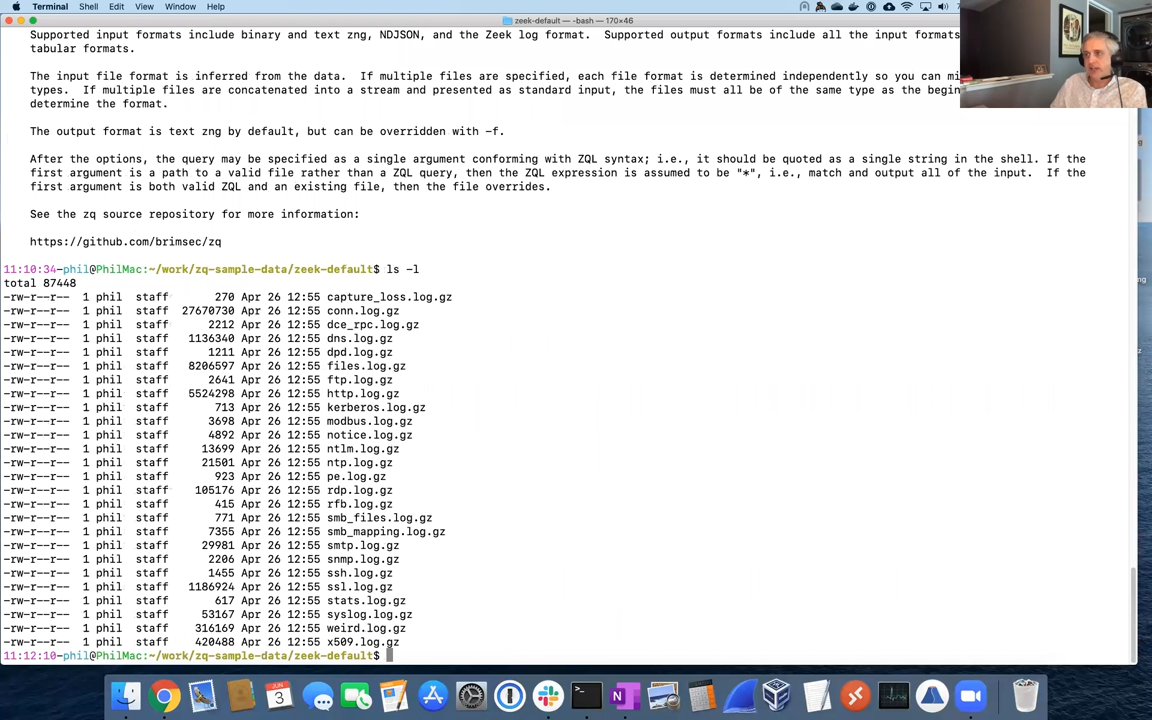 Terminal Shell Edit View Window Help
zeek-default — -bash — 170×46
Supported input formats include binary and text zng, NDJSON, and the Zeek log format. Supported output formats include all the input formats
tabular formats.
The input file format is inferred from the data. If multiple files are specified, each file format is determined independently so you can mi
types. If multiple files are concatenated into a stream and presented as standard input, the files must all be of the same type as the begin
determine the format.
The output format is text zng by default, but can be overridden with -f.
After the options, the query may be specified as a single argument conforming with ZQL syntax; i.e., it should be quoted as a single string in the shell. If the
first argument is a path to a valid file rather than a ZQL query, then the ZQL expression is assumed to be "*", i.e., match and output all of the input. If the
first argument is both valid ZQL and an existing file, then the file overrides.
See the zq source repository for more information:
https://github.com/brimsec/zq
11:10:34-phil@PhilMac:~/work/zq-sample-data/zeek-default$ ls -l
total 87448
-rw-r--r-- 1 phil staff 270 Apr 26 12:55 capture_loss.log.gz
-rw-r--r-- 1 phil staff 27670730 Apr 26 12:55 conn.log.gz
-rw-r--r-- 1 phil staff 2212 Apr 26 12:55 dce_rpc.log.gz
-rw-r--r-- 1 phil staff 1136340 Apr 26 12:55 dns.log.gz
-rw-r--r-- 1 phil staff 1211 Apr 26 12:55 dpd.log.gz
-rw-r--r-- 1 phil staff 8206597 Apr 26 12:55 files.log.gz
-rw-r--r-- 1 phil staff 2641 Apr 26 12:55 ftp.log.gz
-rw-r--r-- 1 phil staff 5524298 Apr 26 12:55 http.log.gz
-rw-r--r-- 1 phil staff 713 Apr 26 12:55 kerberos.log.gz
-rw-r--r-- 1 phil staff 3698 Apr 26 12:55 modbus.log.gz
-rw-r--r-- 1 phil staff 4892 Apr 26 12:55 notice.log.gz
-rw-r--r-- 1 phil staff 13699 Apr 26 12:55 ntlm.log.gz
-rw-r--r-- 1 phil staff 21501 Apr 26 12:55 ntp.log.gz
-rw-r--r-- 1 phil staff 923 Apr 26 12:55 pe.log.gz
-rw-r--r-- 1 phil staff 105176 Apr 26 12:55 rdp.log.gz
-rw-r--r-- 1 phil staff 415 Apr 26 12:55 rfb.log.gz
-rw-r--r-- 1 phil staff 771 Apr 26 12:55 smb_files.log.gz
-rw-r--r-- 1 phil staff 7355 Apr 26 12:55 smb_mapping.log.gz
-rw-r--r-- 1 phil staff 29981 Apr 26 12:55 smtp.log.gz
-rw-r--r-- 1 phil staff 2206 Apr 26 12:55 snmp.log.gz
-rw-r--r-- 1 phil staff 1455 Apr 26 12:55 ssh.log.gz
-rw-r--r-- 1 phil staff 1186924 Apr 26 12:55 ssl.log.gz
-rw-r--r-- 1 phil staff 617 Apr 26 12:55 stats.log.gz
-rw-r--r-- 1 phil staff 53167 Apr 26 12:55 syslog.log.gz
-rw-r--r-- 1 phil staff 316169 Apr 26 12:55 weird.log.gz
-rw-r--r-- 1 phil staff 420488 Apr 26 12:55 x509.log.gz
11:12:10-phil@PhilMac:~/work/zq-sample-data/zeek-default$
JUN
3